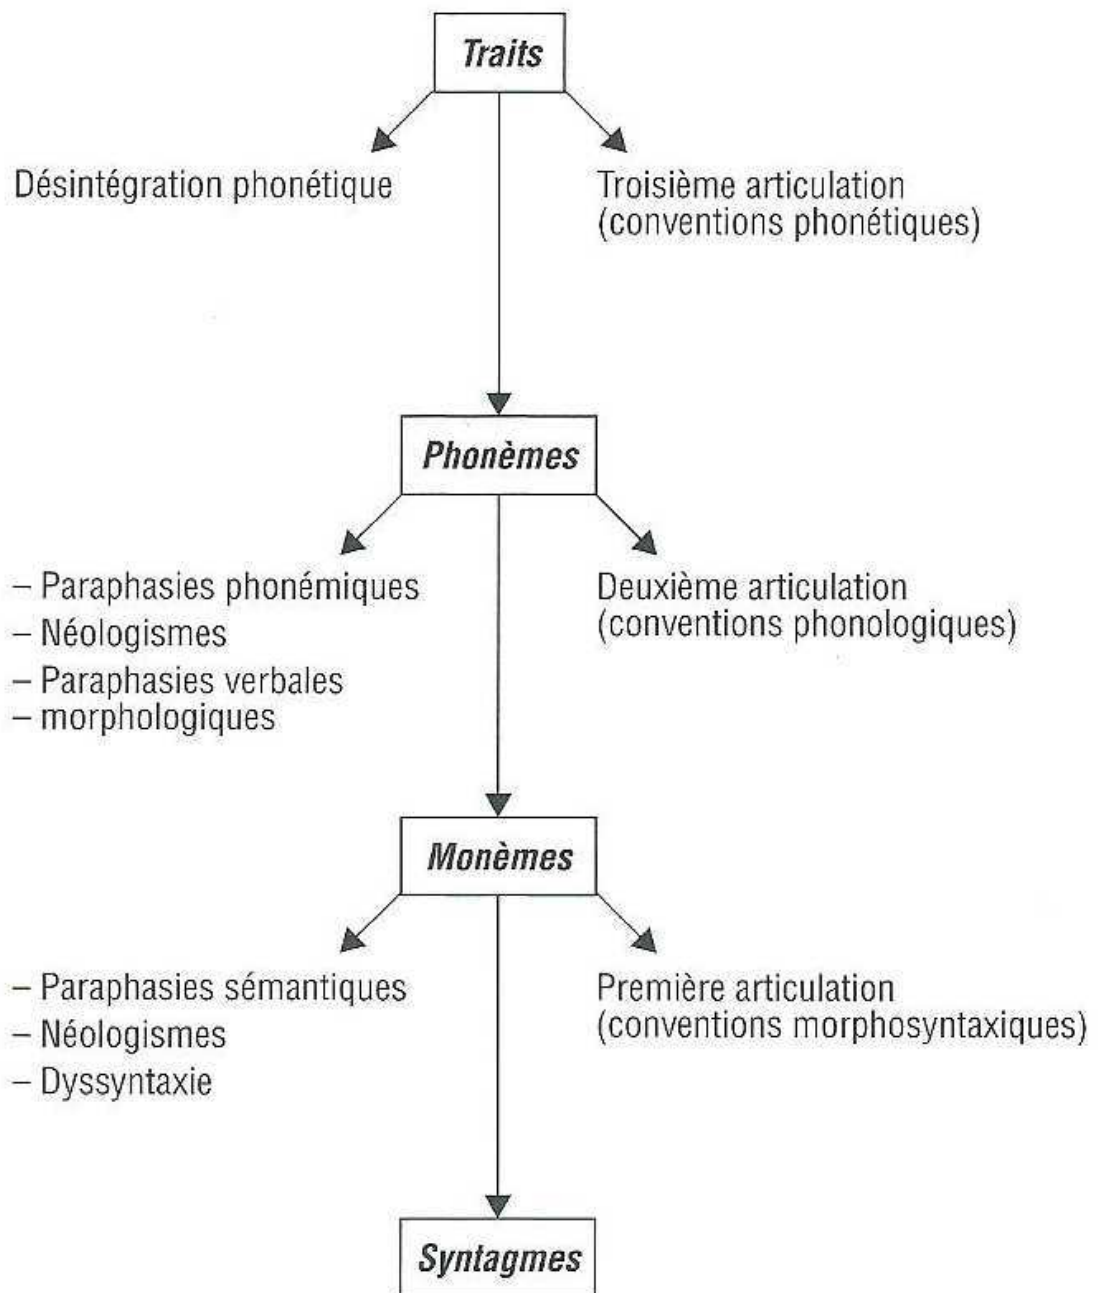 Traits
Désintégration phonétique
Troisième articulation
(conventions phonétiques)
Phonèmes
– Paraphasies phonémiques
– Néologismes
– Paraphasies verbales
– morphologiques
Deuxième articulation
(conventions phonologiques)
Monèmes
– Paraphasies sémantiques
– Néologismes
– Dyssyntaxie
Première articulation
(conventions morphosyntaxiques)
Syntagmes